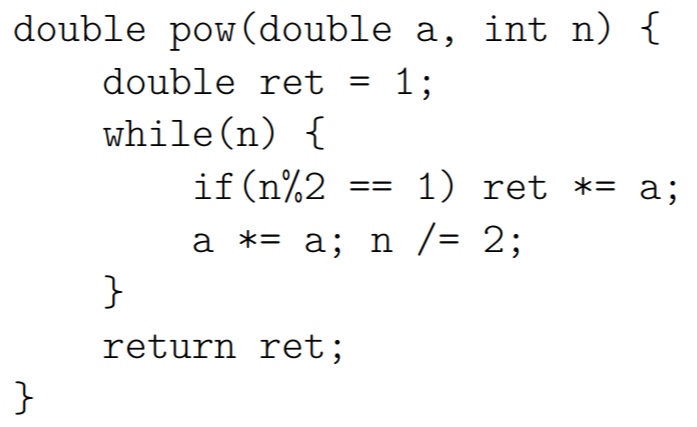 double pow(double a, int n) {
    double ret = 1;
    while(n) {
        if(n%2 == 1) ret *= a;
        a *= a; n /= 2;
    }
    return ret;
}